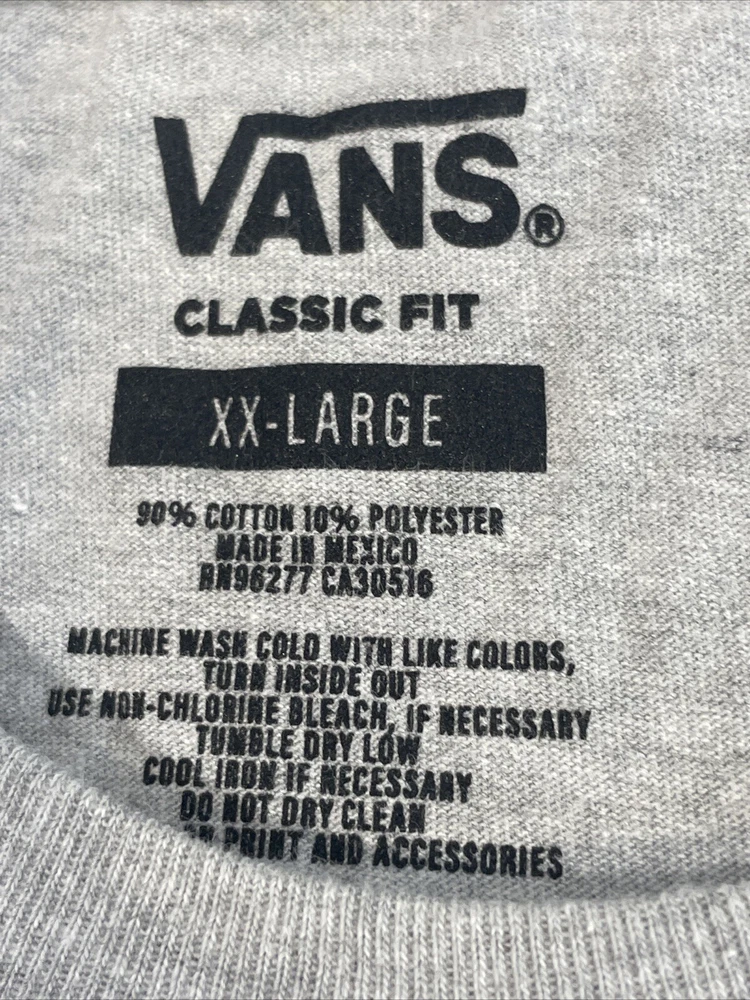 VANS®
CLASSIC FIT
XX-LARGE
90% COTTON 10% POLYESTER
MADE IN MEXICO
RN96277 CA30516
MACHINE WASH COLD WITH LIKE COLORS,
TURN INSIDE OUT
USE NON-CHLORINE BLEACH, IF NECESSARY
TUMBLE DRY LOW
COOL IRON IF NECESSARY
DO NOT DRY CLEAN
PRINT AND ACCESSORIES